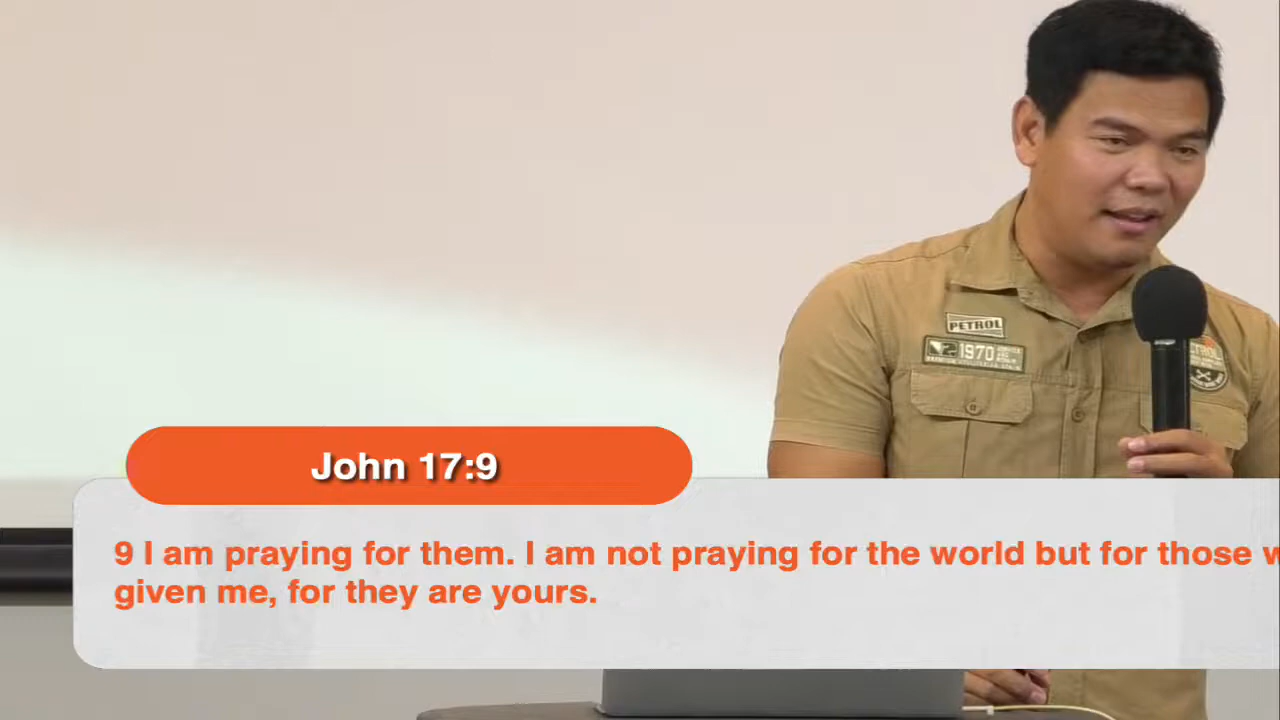 PETROL
1970
John 17:9
9 I am praying for them. I am not praying for the world but for those
given me, for they are yours.